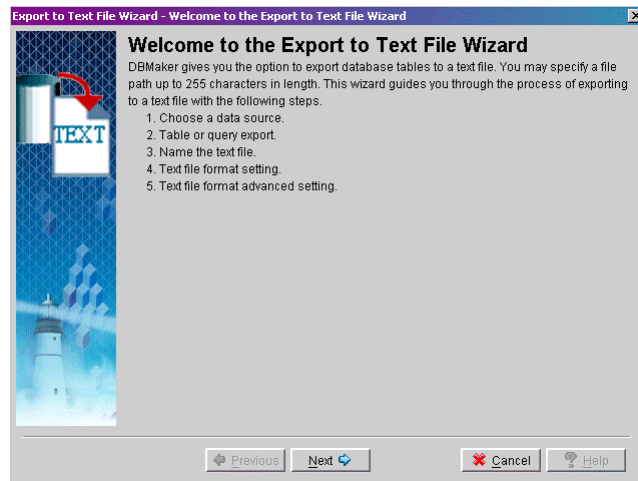 Export to Text File Wizard - Welcome to the Export to Text File Wizard
Welcome to the Export to Text File Wizard
DBMaker gives you the option to export database tables to a text file. You may specify a file
path up to 255 characters in length. This wizard guides you through the process of exporting
to a text file with the following steps.
1. Choose a data source.
2. Table or query export.
3. Name the text file.
4. Text file format setting.
5. Text file format advanced setting.
TEXT
Previous Next Cancel Help